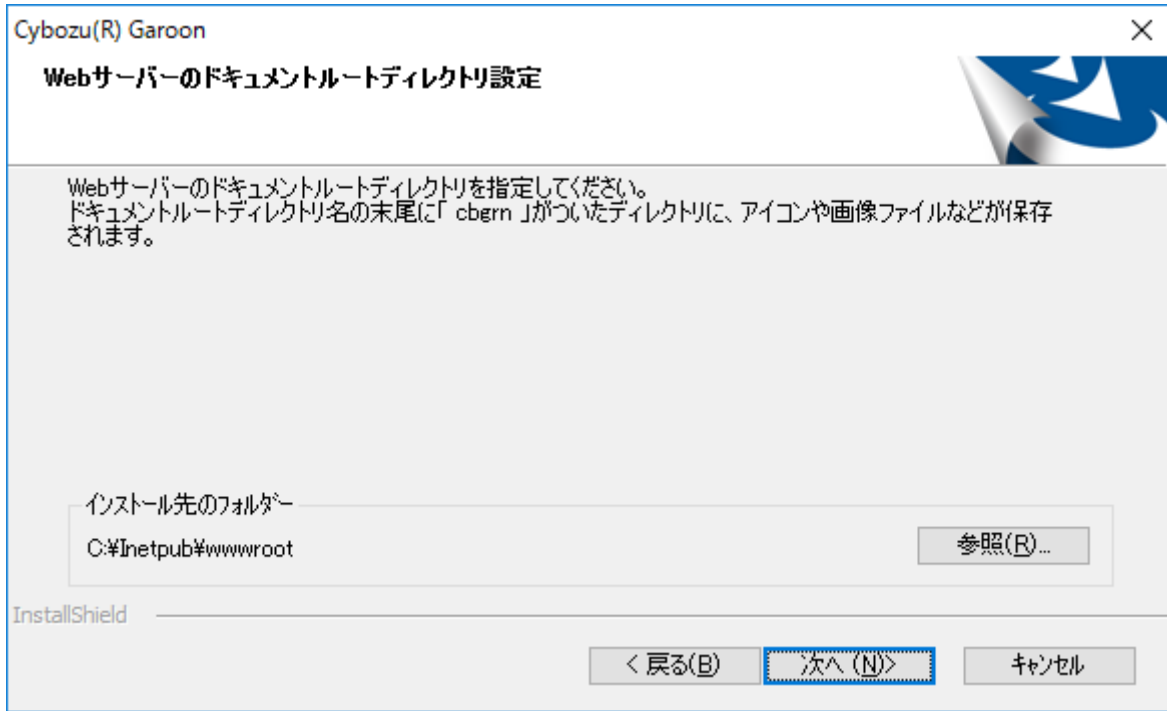 Cybozu(R) Garoon
Webサーバーのドキュメントルートディレクトリ設定
Webサーバーのドキュメントルートディレクトリを指定してください。
ドキュメントルートディレクトリ名の末尾に「 cbgrn 」がついたディレクトリに、アイコンや画像ファイルなどが保存
されます。
インストール先のフォルダー
C:¥Inetpub¥wwwroot
参照(R)...
InstallShield
< 戻る(B)
次へ (N)>
キャンセル